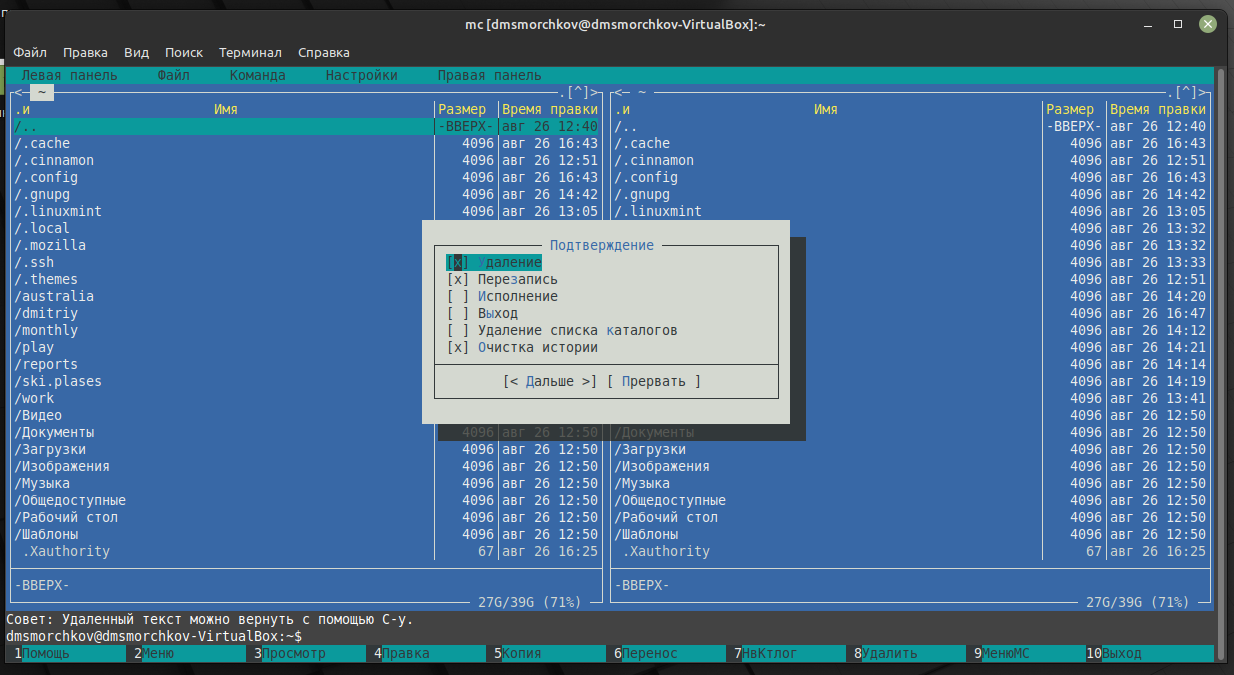 mc [dmsmorchkov@dmsmorchkov-VirtualBox]:~
Файл Правка Вид Поиск Терминал Справка
Левая панель Файл Команда Настройки Правая панель
<─ ~ .[^]> <─ ~ .[^]>
.и Имя Размер Время правки .и Имя Размер Время правки
/.. -ВВЕРХ- авг 26 12:40 /.. -ВВЕРХ- авг 26 12:40
/.cache 4096 авг 26 16:43 /.cache 4096 авг 26 16:43
/.cinnamon 4096 авг 26 12:51 /.cinnamon 4096 авг 26 12:51
/.config 4096 авг 26 16:43 /.config 4096 авг 26 16:43
/.gnupg 4096 авг 26 14:42 /.gnupg 4096 авг 26 14:42
/.linuxmint 4096 авг 26 13:05 /.linuxmint 4096 авг 26 13:05
/.local 4096 авг 26 13:32
/.mozilla Подтверждение 4096 авг 26 13:32
/.ssh [x] Удаление 4096 авг 26 13:33
/.themes [x] Перезапись 4096 авг 26 12:51
/australia [ ] Исполнение 4096 авг 26 14:20
/dmitriy [ ] Выход 4096 авг 26 16:47
/monthly [ ] Удаление списка каталогов 4096 авг 26 14:12
/play [x] Очистка истории 4096 авг 26 14:21
/reports 4096 авг 26 14:14
/ski.plases [< Дальше >] [ Прервать ] 4096 авг 26 14:19
/work 4096 авг 26 13:41
/Видео 4096 авг 26 12:50
/Документы 4096 авг 26 12:50 /Документы 4096 авг 26 12:50
/Загрузки 4096 авг 26 12:50 /Загрузки 4096 авг 26 12:50
/Изображения 4096 авг 26 12:50 /Изображения 4096 авг 26 12:50
/Музыка 4096 авг 26 12:50 /Музыка 4096 авг 26 12:50
/Общедоступные 4096 авг 26 12:50 /Общедоступные 4096 авг 26 12:50
/Рабочий стол 4096 авг 26 12:50 /Рабочий стол 4096 авг 26 12:50
/Шаблоны 4096 авг 26 12:50 /Шаблоны 4096 авг 26 12:50
.Xauthority 67 авг 26 16:25 .Xauthority 67 авг 26 16:25
-ВВЕРХ- -ВВЕРХ-
27G/39G (71%) 27G/39G (71%)
Совет: Удаленный текст можно вернуть с помощью C-y.
dmsmorchkov@dmsmorchkov-VirtualBox:~$
1Помощь 2Меню 3Просмотр 4Правка 5Копия 6Перенос 7НвКтлог 8Удалить 9МенюMC 10Выход